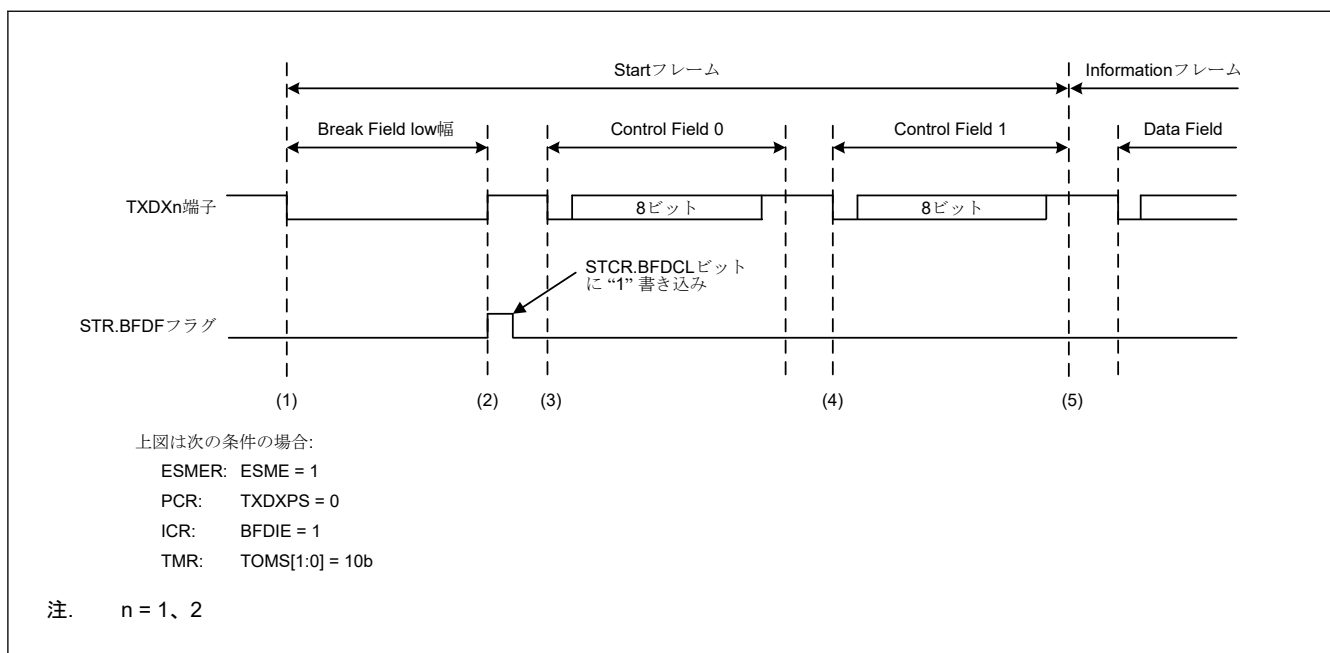 Startフレーム
Informationフレーム
Break Field low幅
Control Field 0
Control Field 1
Data Field
TXDXn端子
8ビット
8ビット
STCR.BFDCLビット
に “1” 書き込み
STR.BFDFフラグ
(1)
(2)
(3)
(4)
(5)
上図は次の条件の場合:
ESMER: ESME = 1
PCR: TXDXPS = 0
ICR: BFDIE = 1
TMR: TOMS[1:0] = 10b
注. n = 1、2